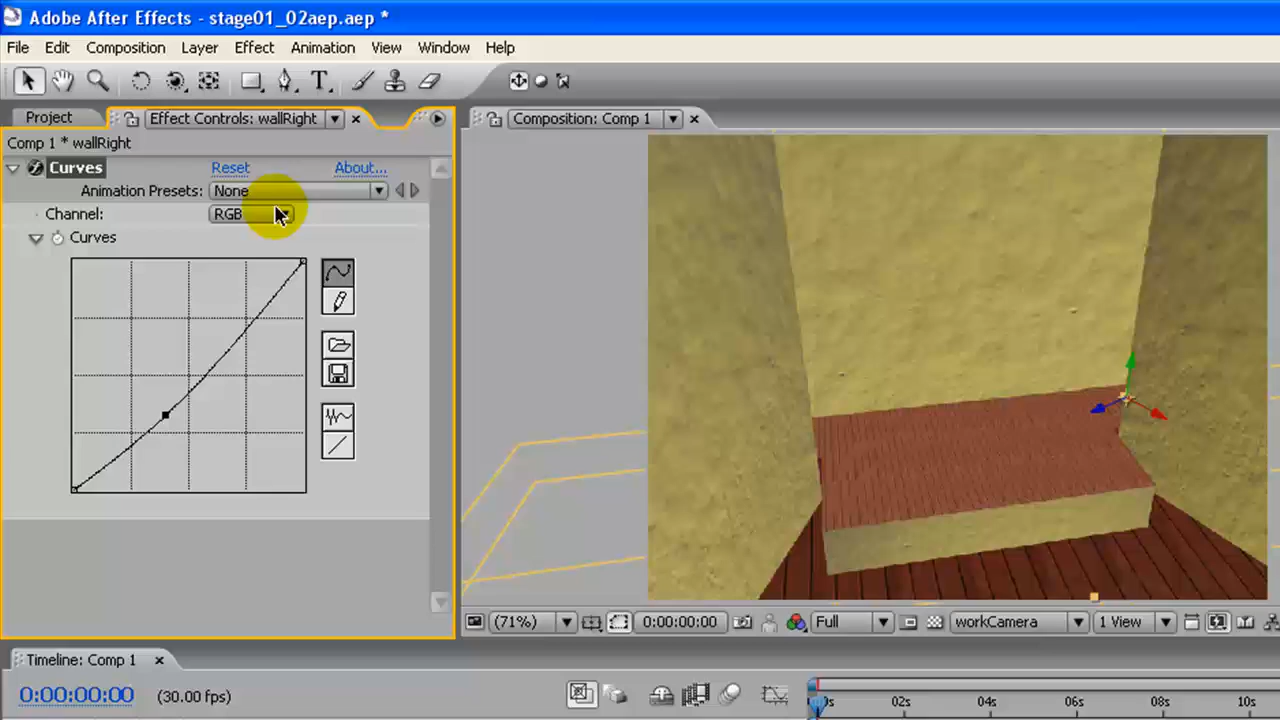 Adobe After Effects - stage01_02aep.aep *
File Edit Composition Layer Effect Animation View Window Help
Project Effect Controls: wallRight Composition: Comp 1
Comp 1 * wallRight
Curves Reset About...
Animation Presets: None
Channel: RGB
Curves
(71%) 0:00:00:00 Full workCamera 1 View
Timeline: Comp 1
0:00:00:00 (30.00 fps) 02s 04s 06s 08s 10s